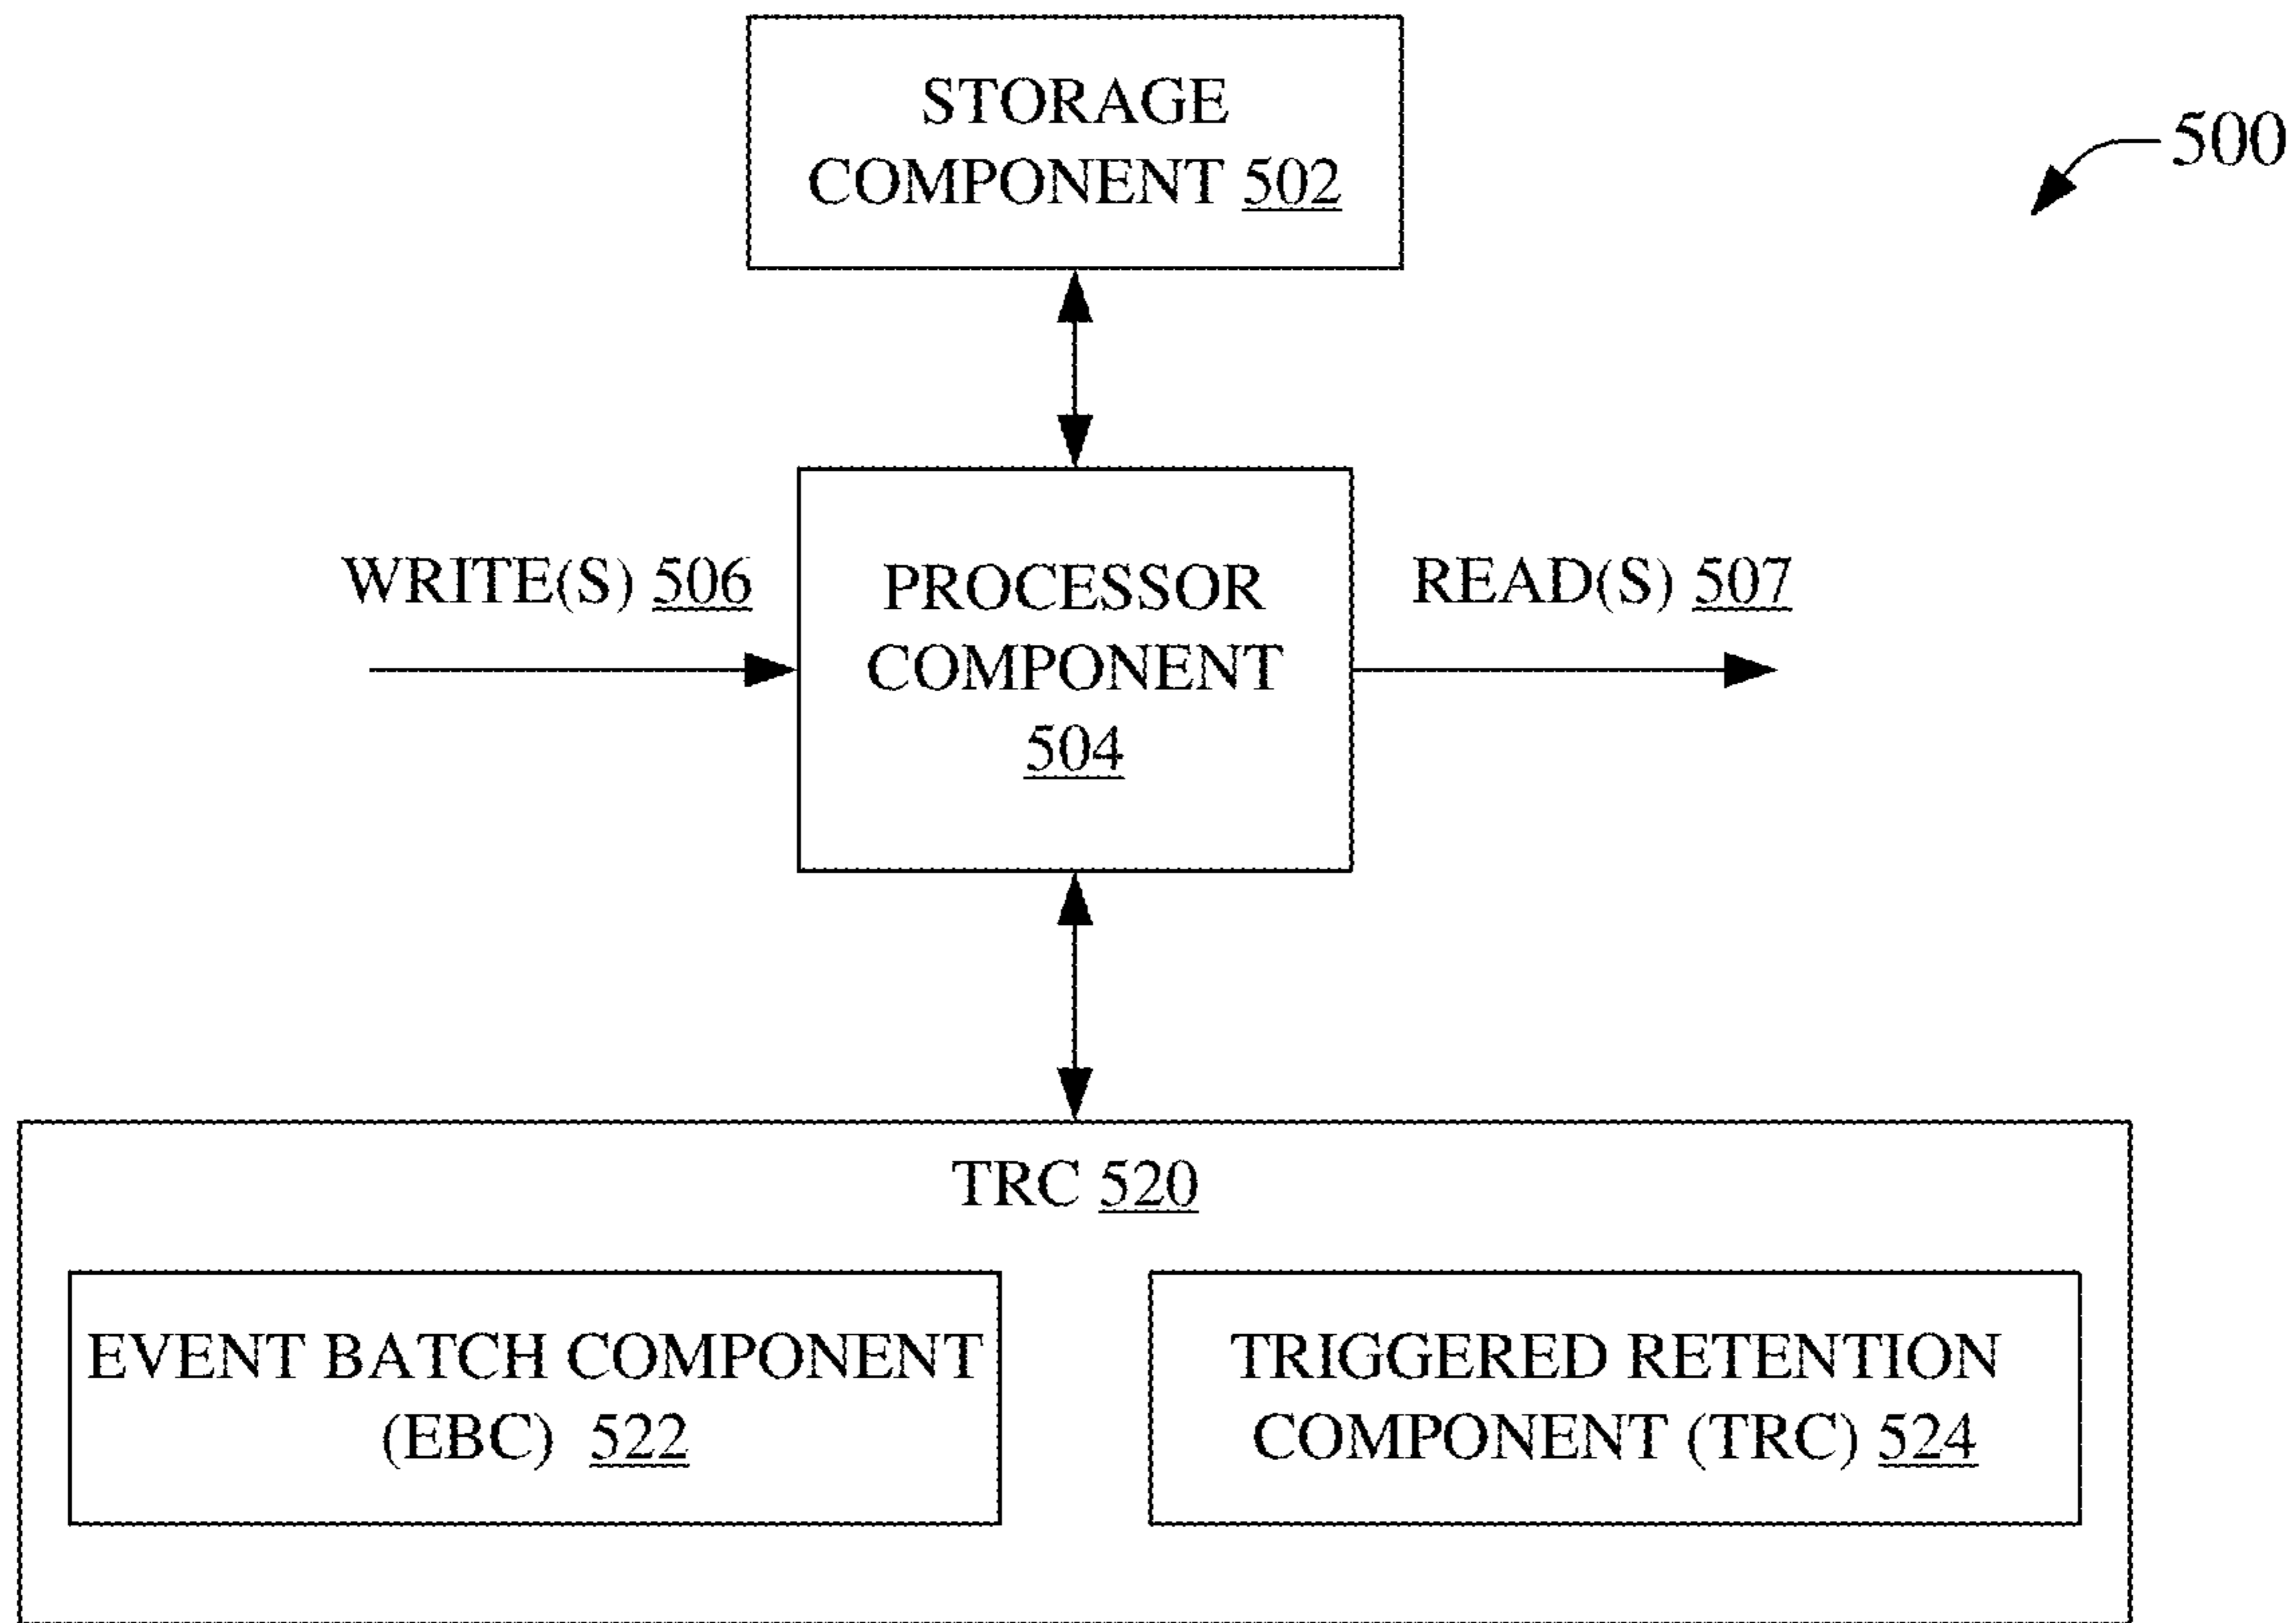 STORAGE
COMPONENT 502
500
WRITE(S) 506
PROCESSOR
COMPONENT
504
READ(S) 507
TRC 520
EVENT BATCH COMPONENT
(EBC) 522
TRIGGERED RETENTION
COMPONENT (TRC) 524